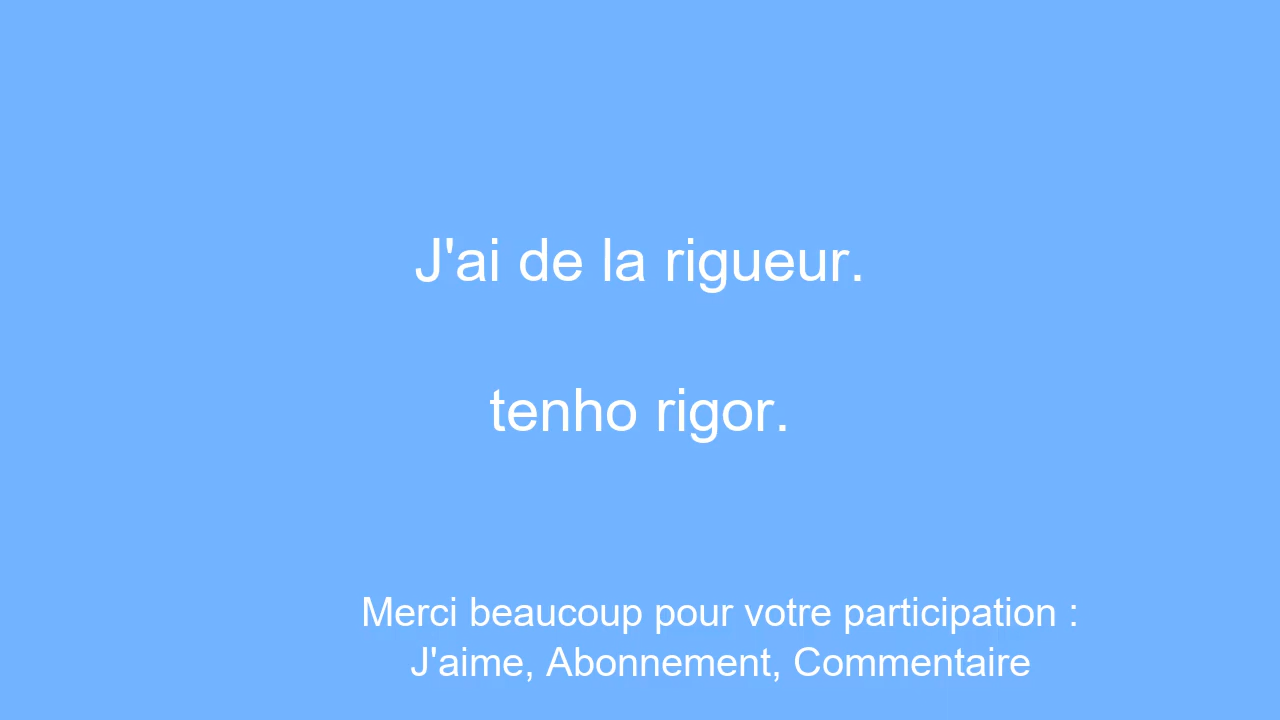 J'ai de la rigueur.
tenho rigor.
Merci beaucoup pour votre participation :
J'aime, Abonnement, Commentaire